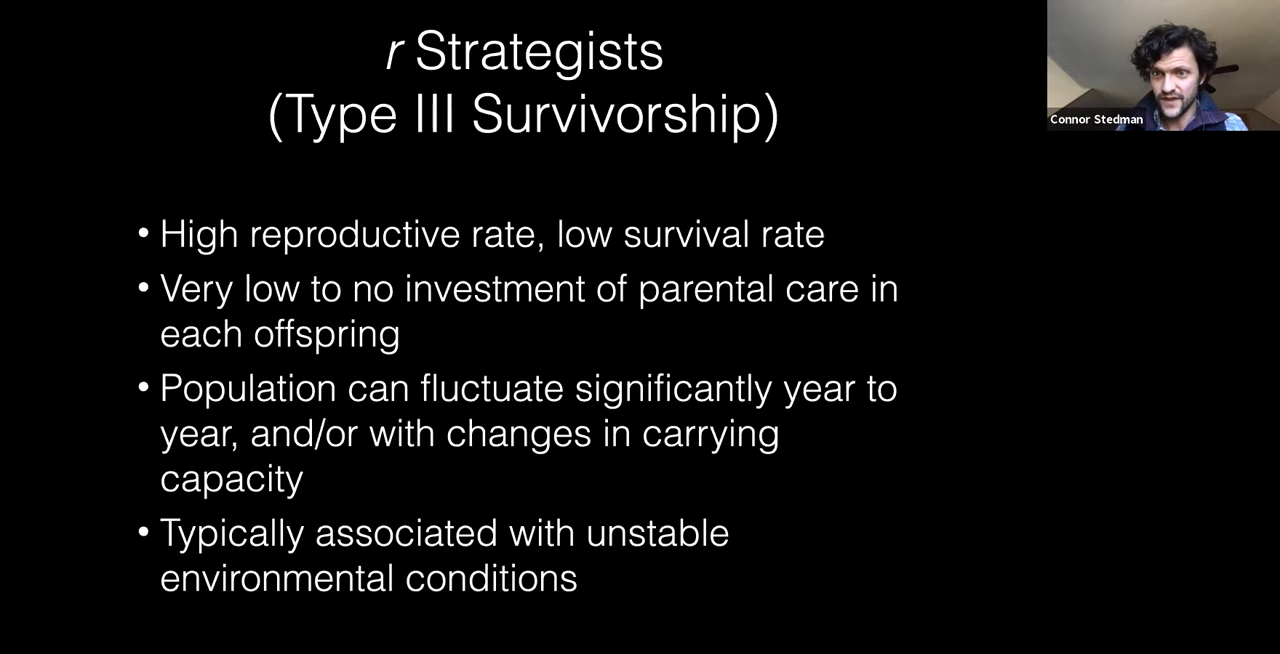 r Strategists
(Type III Survivorship)
Connor Stedman
• High reproductive rate, low survival rate
• Very low to no investment of parental care in
each offspring
• Population can fluctuate significantly year to
year, and/or with changes in carrying
capacity
• Typically associated with unstable
environmental conditions